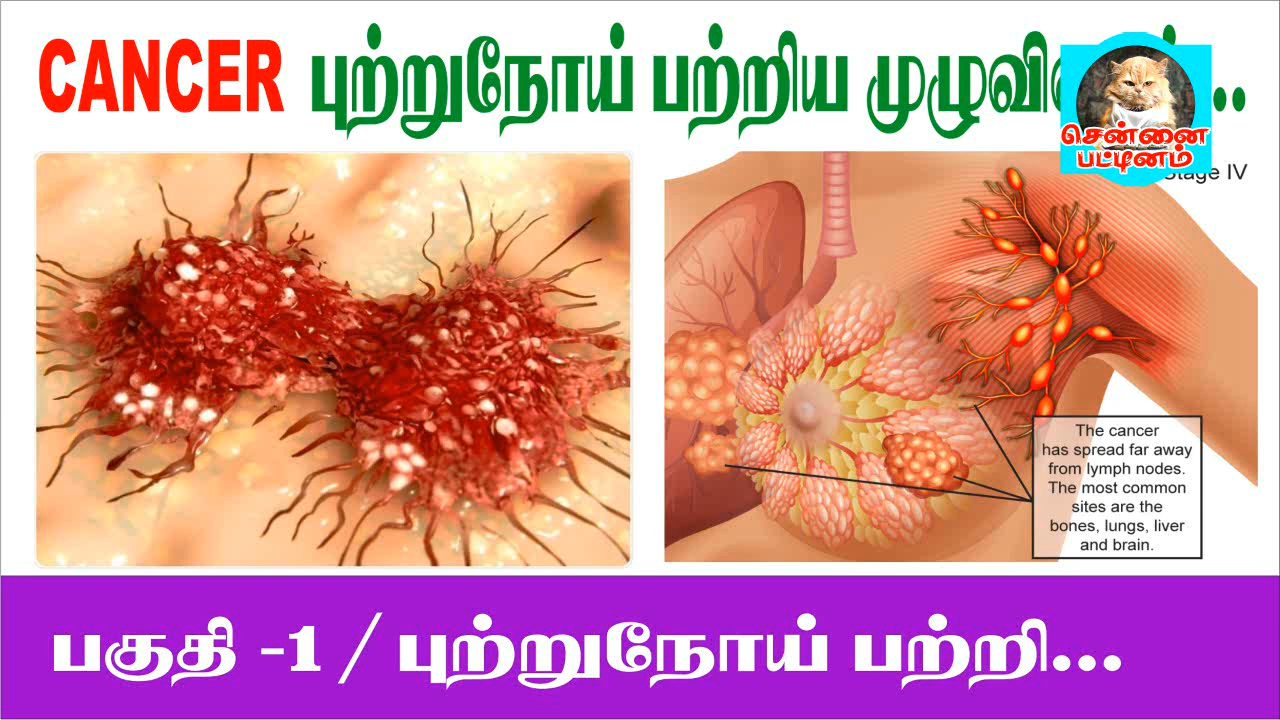 CANCER புற்றுநோய் பற்றிய
சென்னை
பட்டினம்
Stage IV
The cancer
has spread far away
from lymph nodes.
The most common
sites are the
bones, lungs, liver
and brain.
பகுதி -1 / புற்றுநோய் பற்றி...